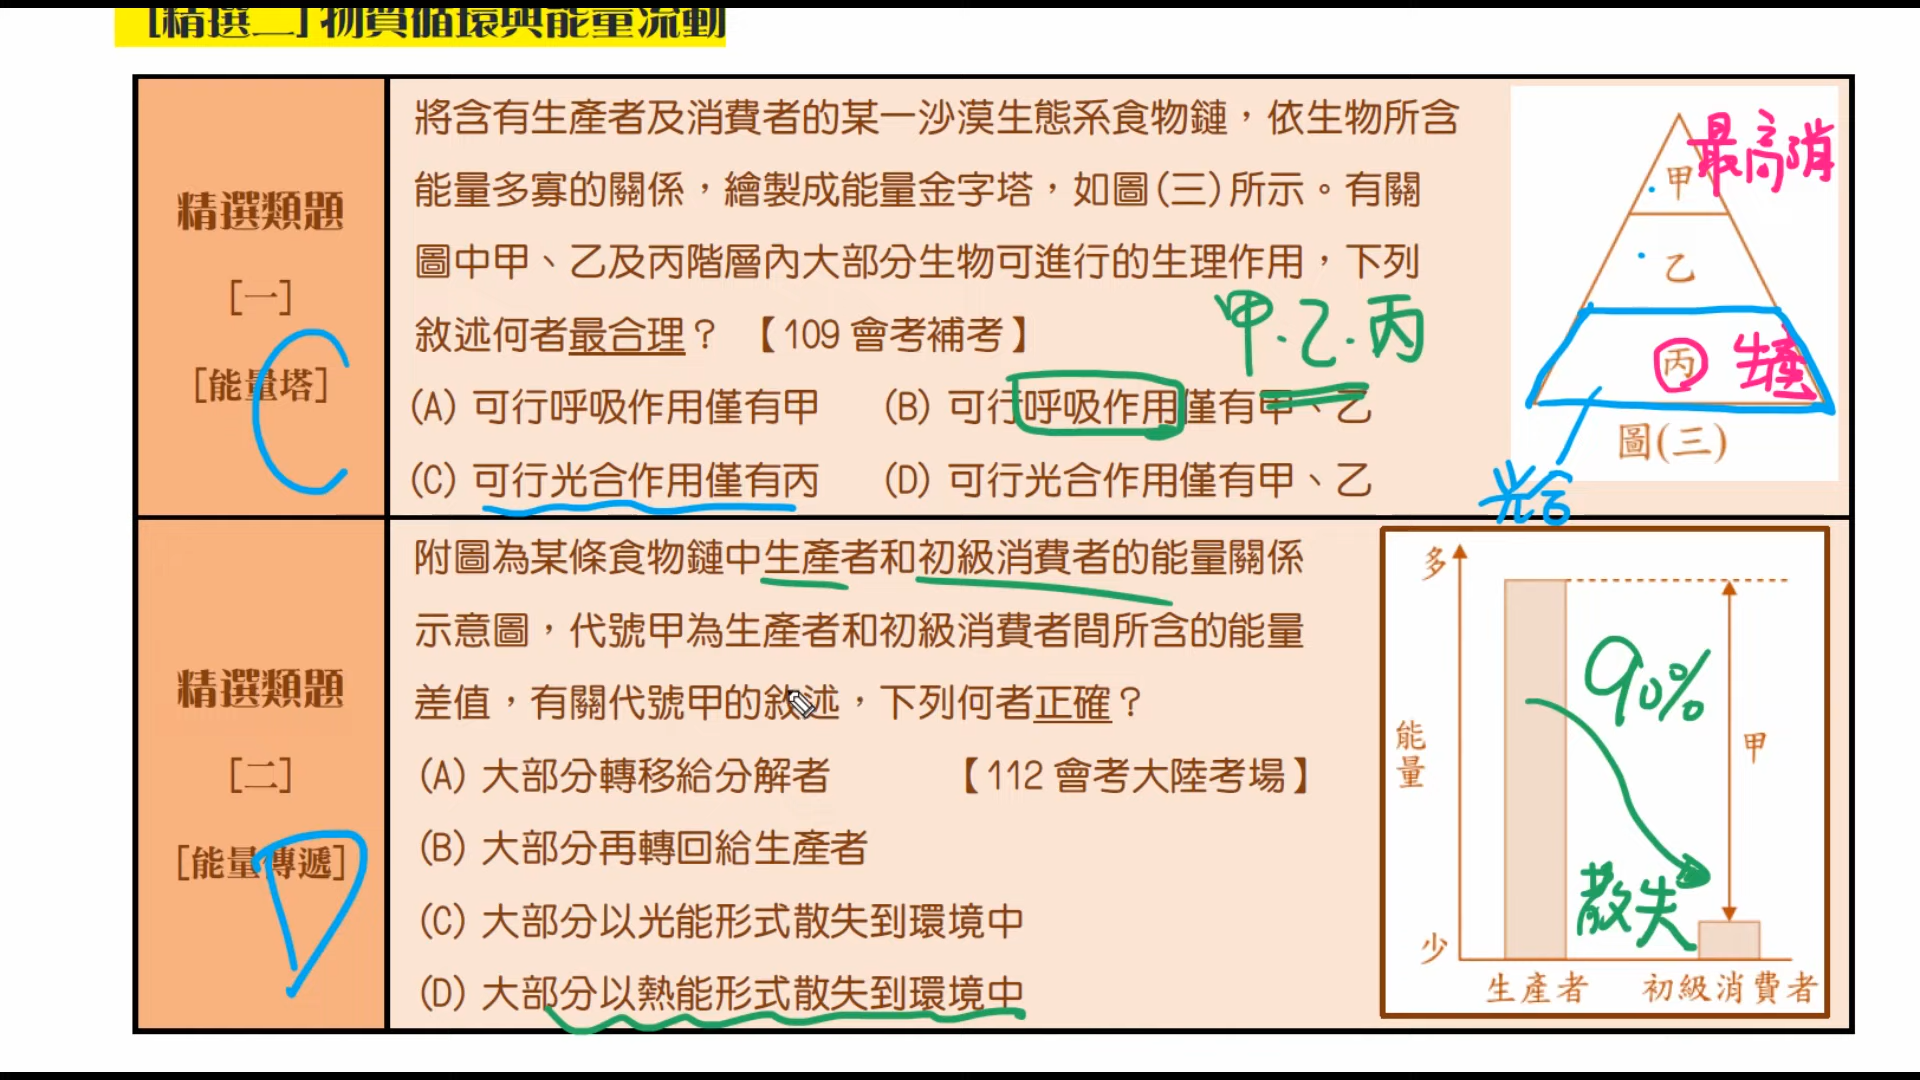 [精選二]物質循環與能量流動
精選類題
[一]
[能量塔]
C
將含有生產者及消費者的某一沙漠生態系食物鏈，依生物所含
能量多寡的關係，繪製成能量金字塔，如圖(三)所示。有關
圖中甲、乙及丙階層內大部分生物可進行的生理作用，下列
敘述何者最合理？ 【109 會考補考】
甲.乙.丙
(A) 可行呼吸作用僅有甲 (B) 可行呼吸作用僅有甲、乙
(C) 可行光合作用僅有丙 (D) 可行光合作用僅有甲、乙
甲
最高消
乙
丙
生產
圖(三)
光合
精選類題
[二]
[能量傳遞]
D
附圖為某條食物鏈中生產者和初級消費者的能量關係
示意圖，代號甲為生產者和初級消費者間所含的能量
差值，有關代號甲的敘述，下列何者正確？
(A) 大部分轉移給分解者 【112 會考大陸考場】
(B) 大部分再轉回給生產者
(C) 大部分以光能形式散失到環境中
(D) 大部分以熱能形式散失到環境中
多
90%
能量
甲
散失
少
生產者 初級消費者